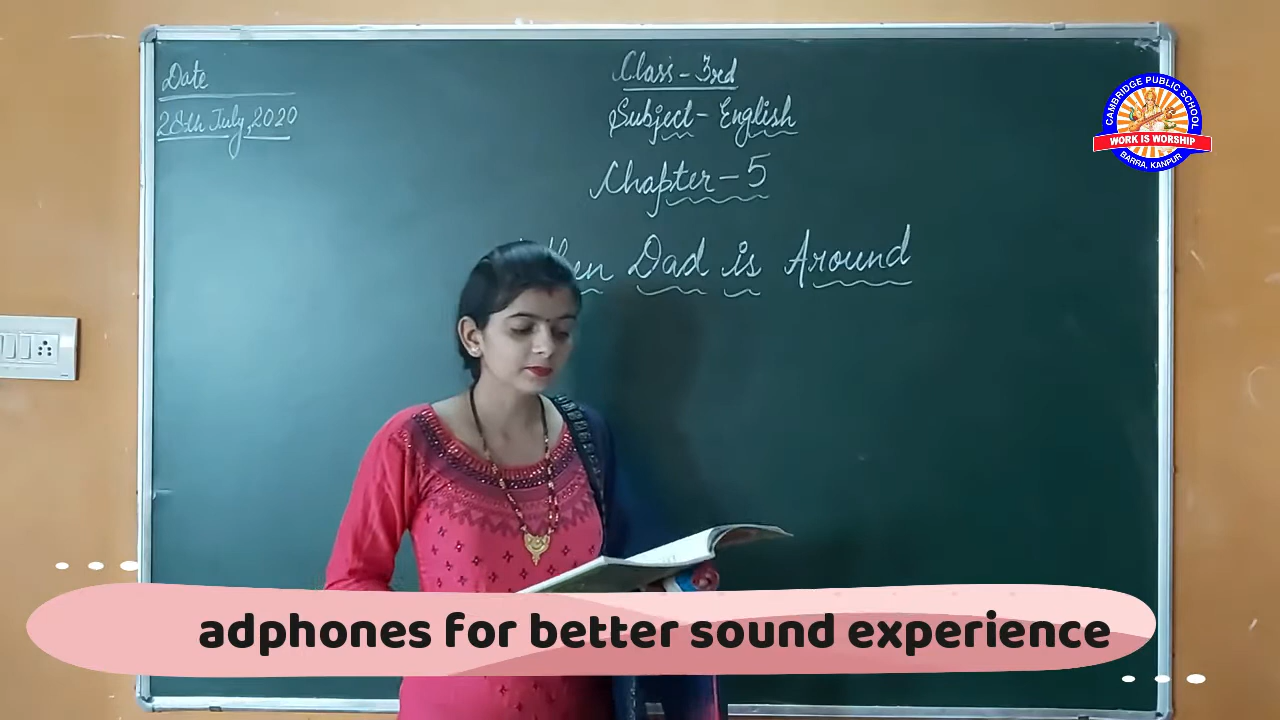 Date
28th July, 2020
Class - 3rd
Subject - English
Chapter - 5
hen Dad is Around
CAMBRIDGE PUBLIC SCHOOL
WORK IS WORSHIP
BARRA, KANPUR
adphones for better sound experience